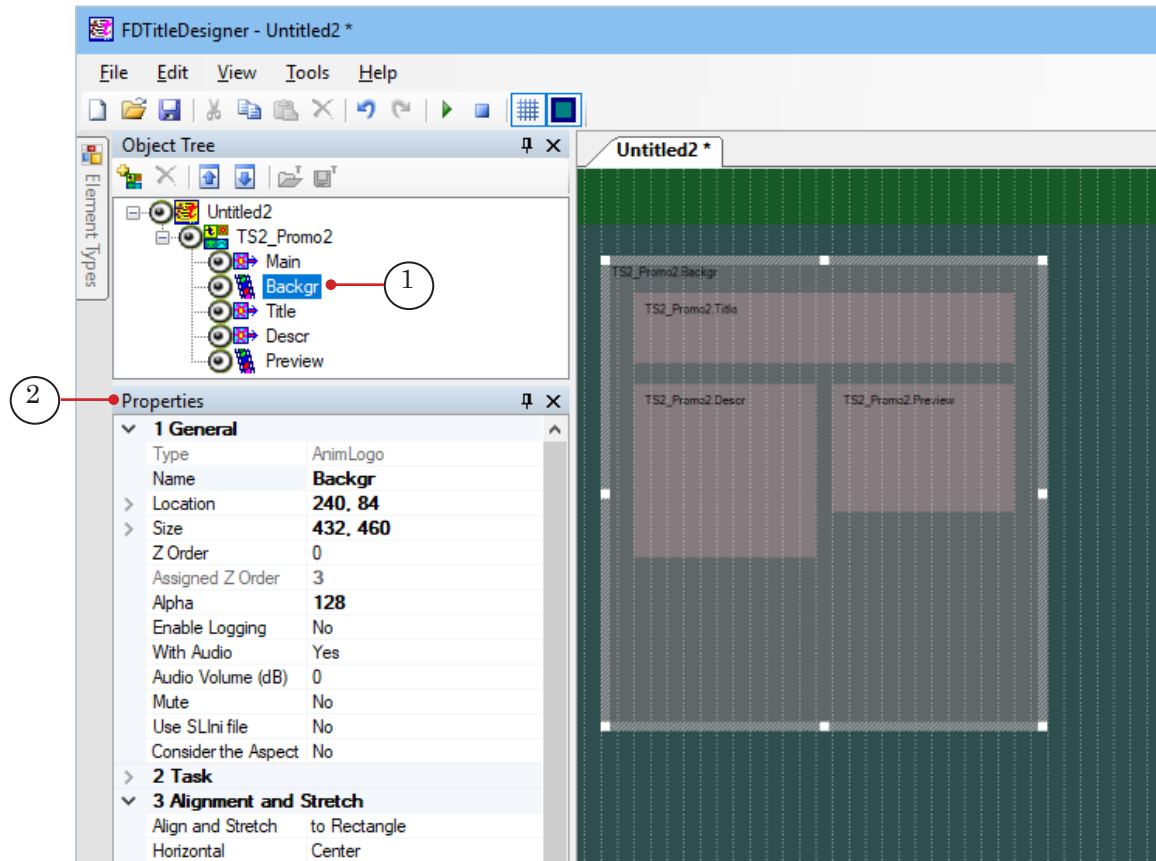 FDTitleDesigner - Untitled2 *
File Edit View Tools Help
Object Tree
Element Types
Untitled2
TS2_Promo2
Main
Backgr
Title
Descr
Preview
1
2
Properties
1 General
Type AnimLogo
Name Backgr
Location 240, 84
Size 432, 460
Z Order 0
Assigned Z Order 3
Alpha 128
Enable Logging No
With Audio Yes
Audio Volume (dB) 0
Mute No
Use SLIni file No
Consider the Aspect No
2 Task
3 Alignment and Stretch
Align and Stretch to Rectangle
Horizontal Center
Untitled2 *
TS2_Promo2.Backgr
TS2_Promo2.Title
TS2_Promo2.Descr
TS2_Promo2.Preview